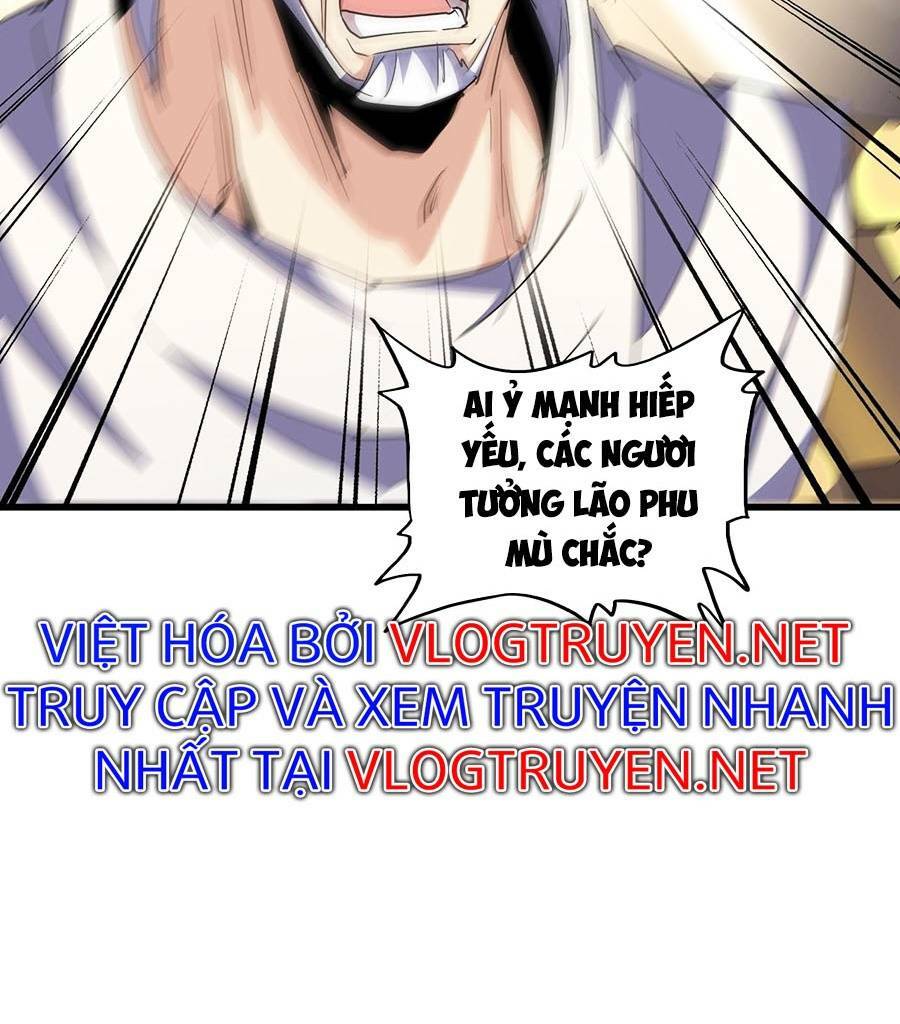 AI Ỷ MẠNH HIẾP
YẾU, CÁC NGƯƠI
TƯỞNG LÃO PHU
MÙ CHẮC?
VIỆT HÓA BỞI VLOGTRUYEN.NET
TRUY CẬP VÀ XEM TRUYỆN NHANH
NHẤT TẠI VLOGTRUYEN.NET